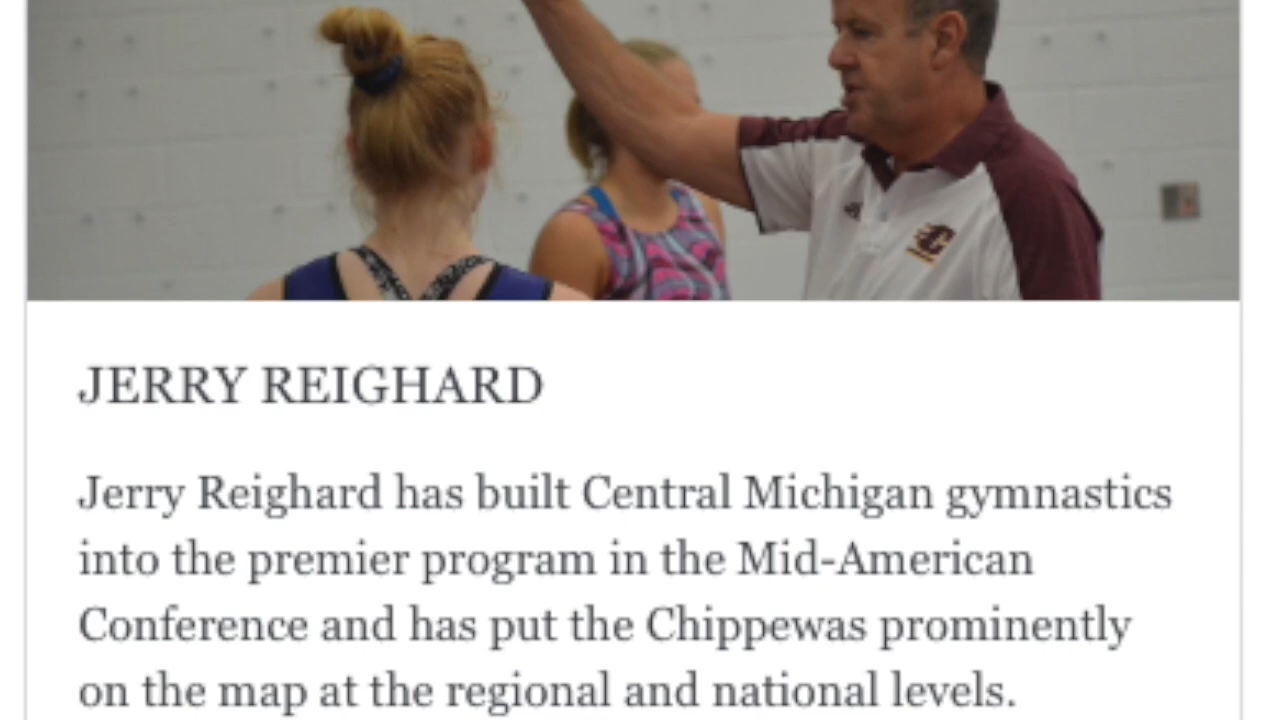 JERRY REIGHARD
Jerry Reighard has built Central Michigan gymnastics
into the premier program in the Mid-American
Conference and has put the Chippewas prominently
on the map at the regional and national levels.